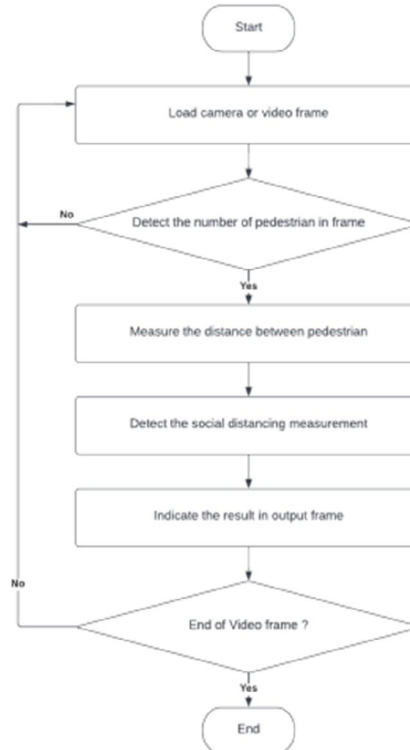 Start
Load camera or video frame
No
Detect the number of pedestrian in frame
Yes
Measure the distance between pedestrian
Detect the social distancing measurement
Indicate the result in output frame
No
End of Video frame ?
Yes
End